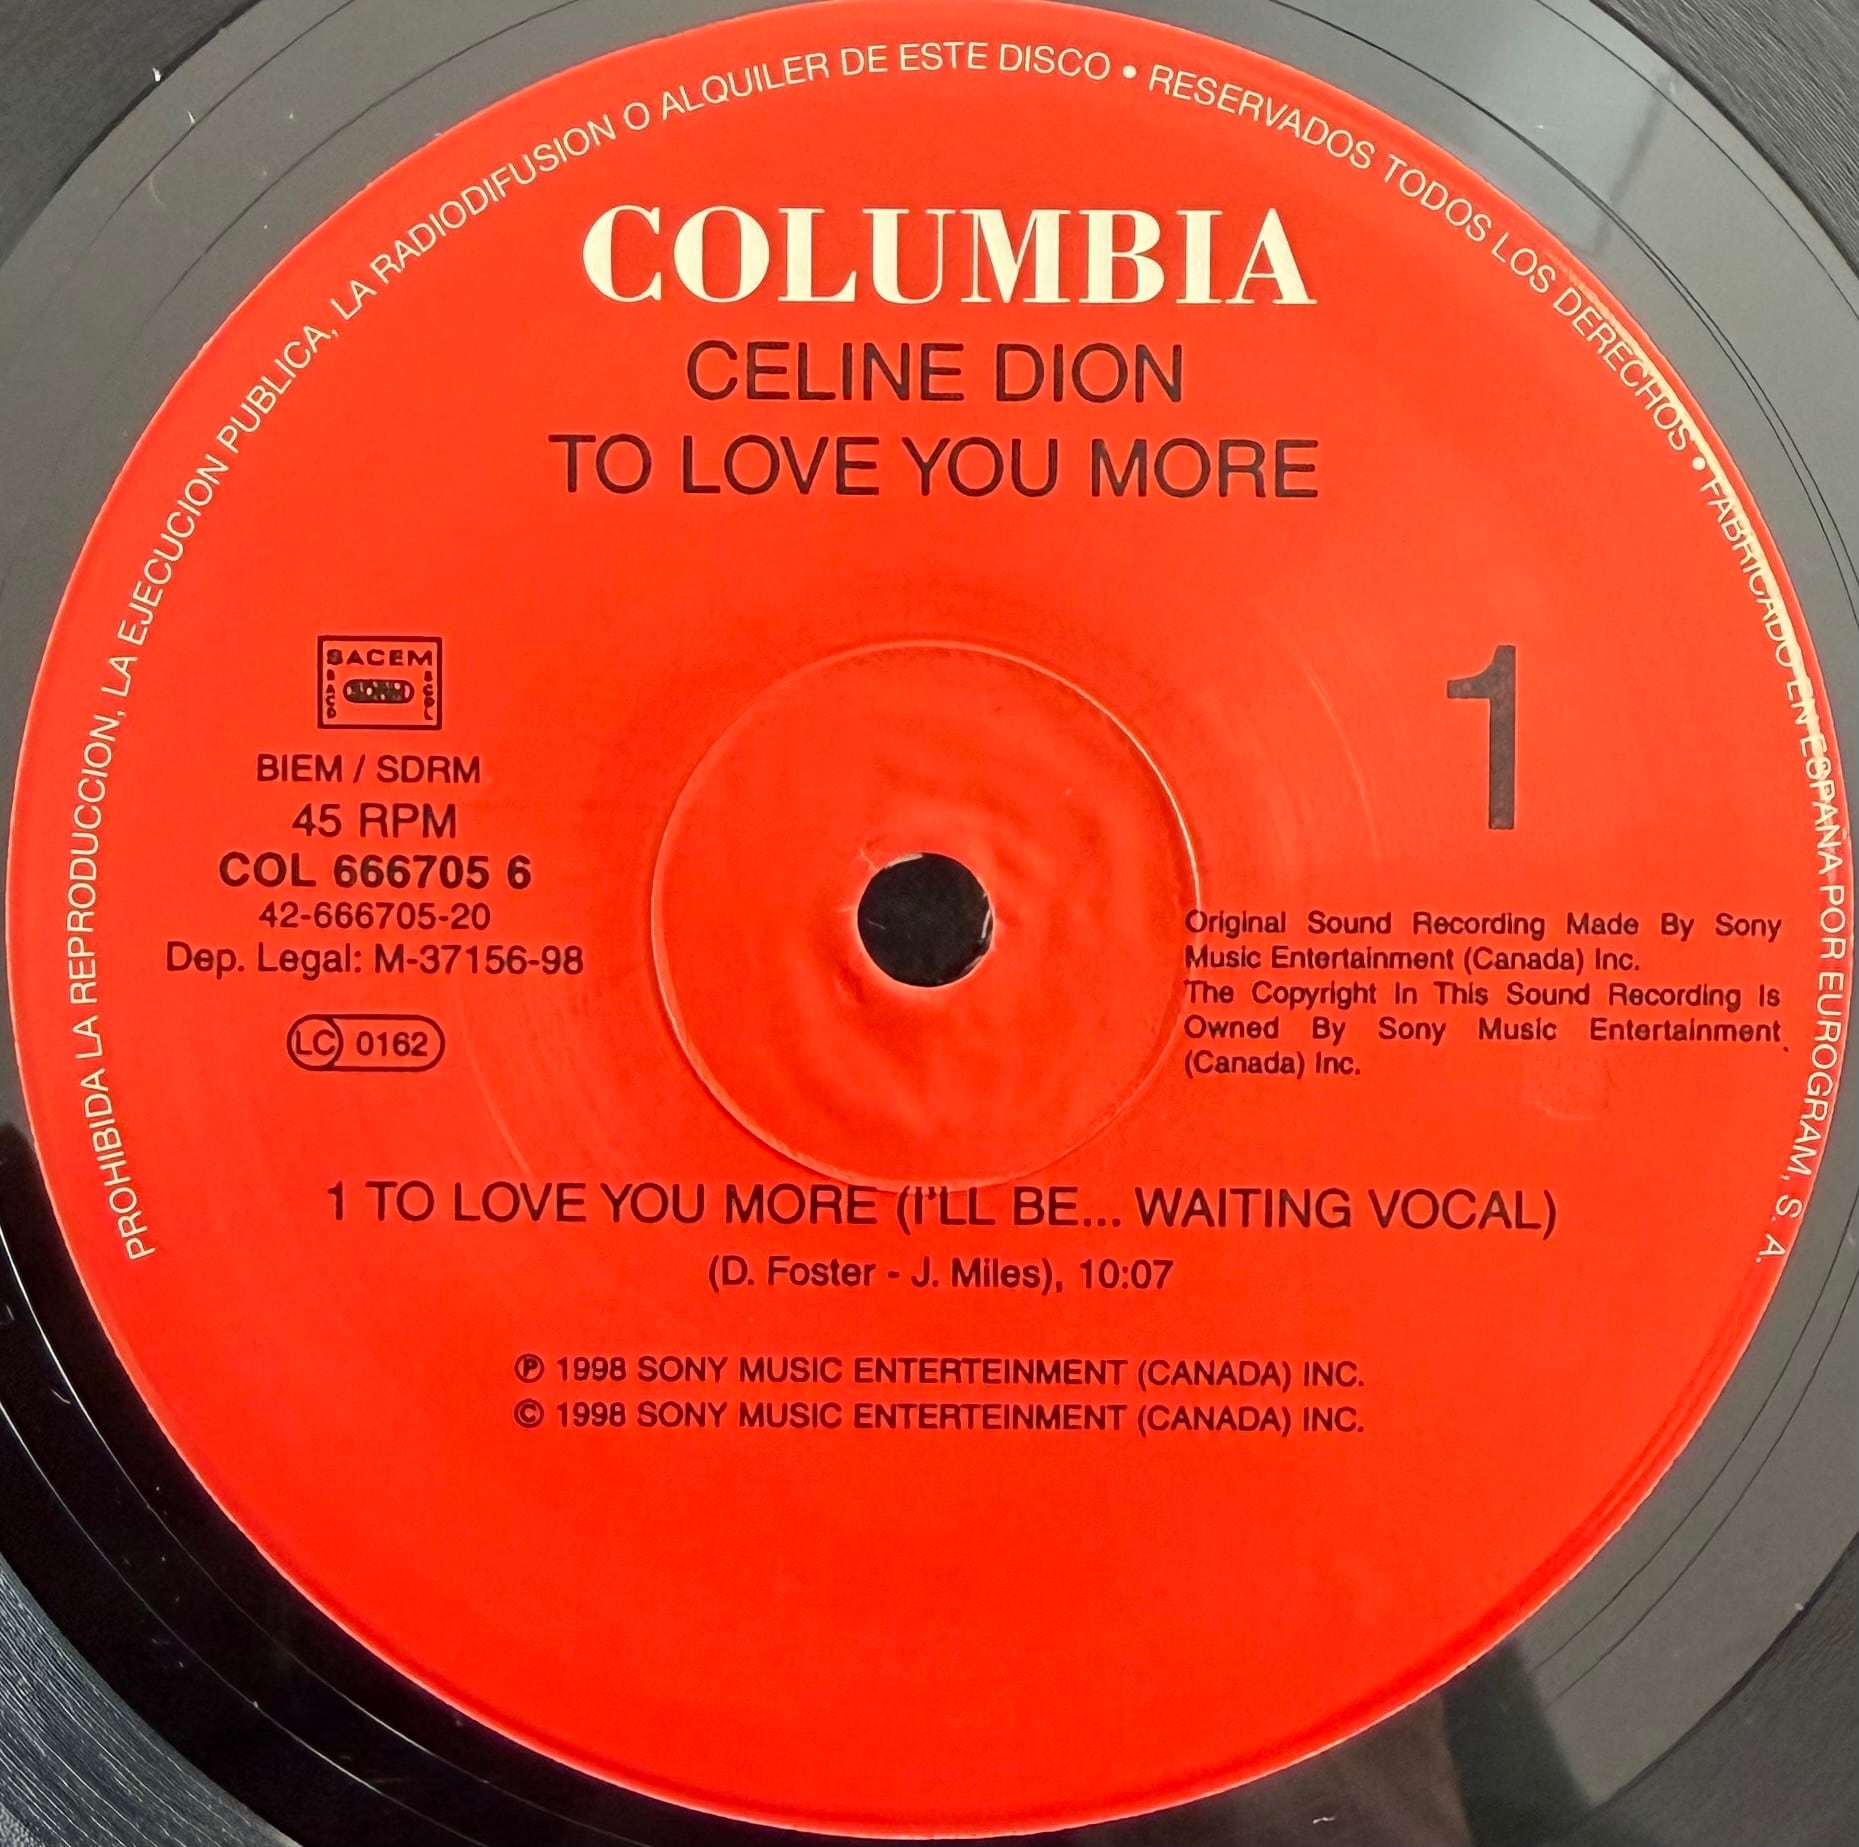 PROHIBIDA LA REPRODUCCION, LA EJECUCION PUBLICA, LA RADIODIFUSION O ALQUILER DE ESTE DISCO • RESERVADOS TODOS LOS DERECHOS • FABRICADO EN ESPAÑA POR EUROGRAM, S. A.
COLUMBIA
CELINE DION
TO LOVE YOU MORE
SACEM
BIEM / SDRM
45 RPM
COL 666705 6
42-666705-20
Dep. Legal: M-37156-98
LC 0162
1
Original Sound Recording Made By Sony
Music Entertainment (Canada) Inc.
The Copyright In This Sound Recording Is
Owned By Sony Music Entertainment
(Canada) Inc.
1 TO LOVE YOU MORE (I'LL BE... WAITING VOCAL)
(D. Foster - J. Miles), 10:07
℗ 1998 SONY MUSIC ENTERTEINMENT (CANADA) INC.
© 1998 SONY MUSIC ENTERTEINMENT (CANADA) INC.